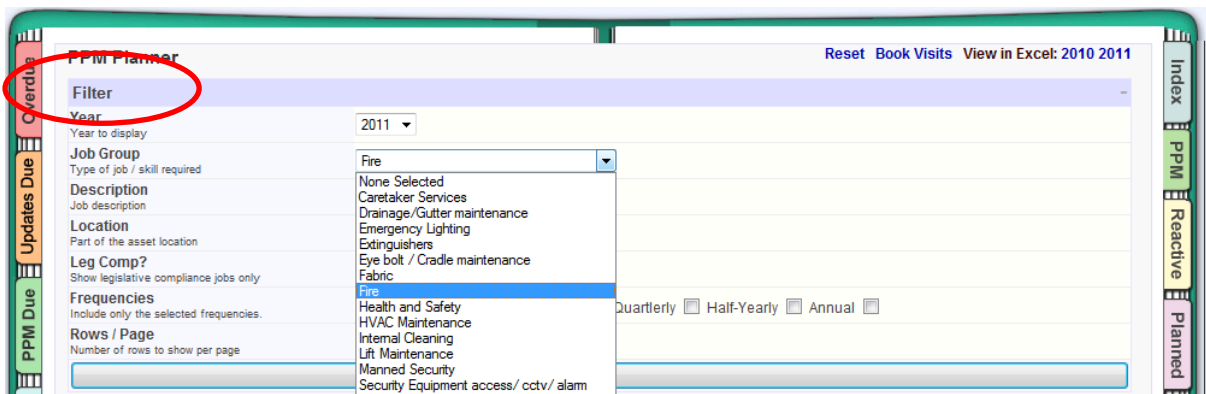 PPM Planner
Reset Book Visits View in Excel: 2010 2011
Filter
-
Year
Year to display
2011
Job Group
Type of job / skill required
Fire
None Selected
Caretaker Services
Drainage/Gutter maintenance
Emergency Lighting
Extinguishers
Eye bolt / Cradle maintenance
Fabric
Fire
Health and Safety
HVAC Maintenance
Internal Cleaning
Lift Maintenance
Manned Security
Security Equipment access/ cctv/ alarm
Description
Job description
Location
Part of the asset location
Leg Comp?
Show legislative compliance jobs only
Frequencies
Include only the selected frequencies.
Quartlerly Half-Yearly Annual
Rows / Page
Number of rows to show per page
Overdue
Updates Due
PPM Due
Index
PPM
Reactive
Planned